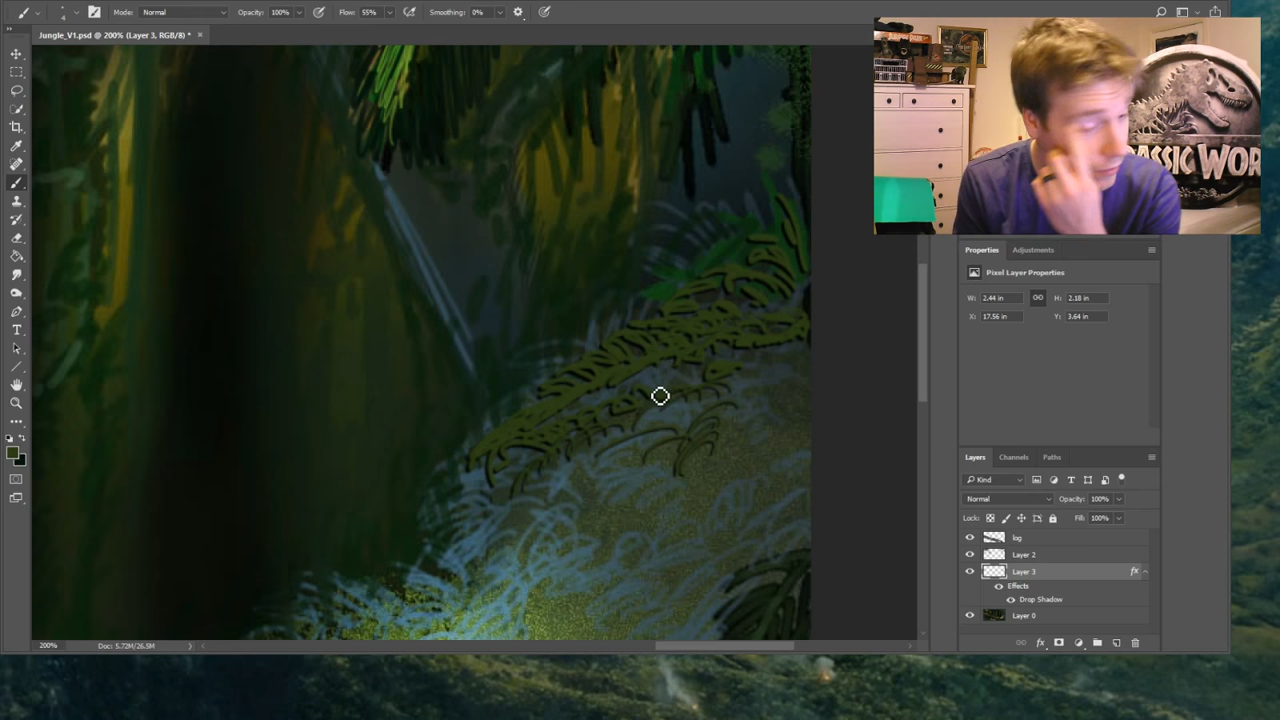 Mode: Normal Opacity: 100% Flow: 55% Smoothing: 0%
Jungle_V1.psd @ 200% (Layer 3, RGB/8) *
JURASSIC WORL
Properties Adjustments
Pixel Layer Properties
W: 2.44 in H: 2.18 in
X: 17.56 in Y: 3.64 in
Layers Channels Paths
Kind
Normal Opacity: 100%
Lock: Fill: 100%
log
Layer 2
Layer 3 fx
Effects
Drop Shadow
Layer 0
200% Doc: 5.72M/26.5M